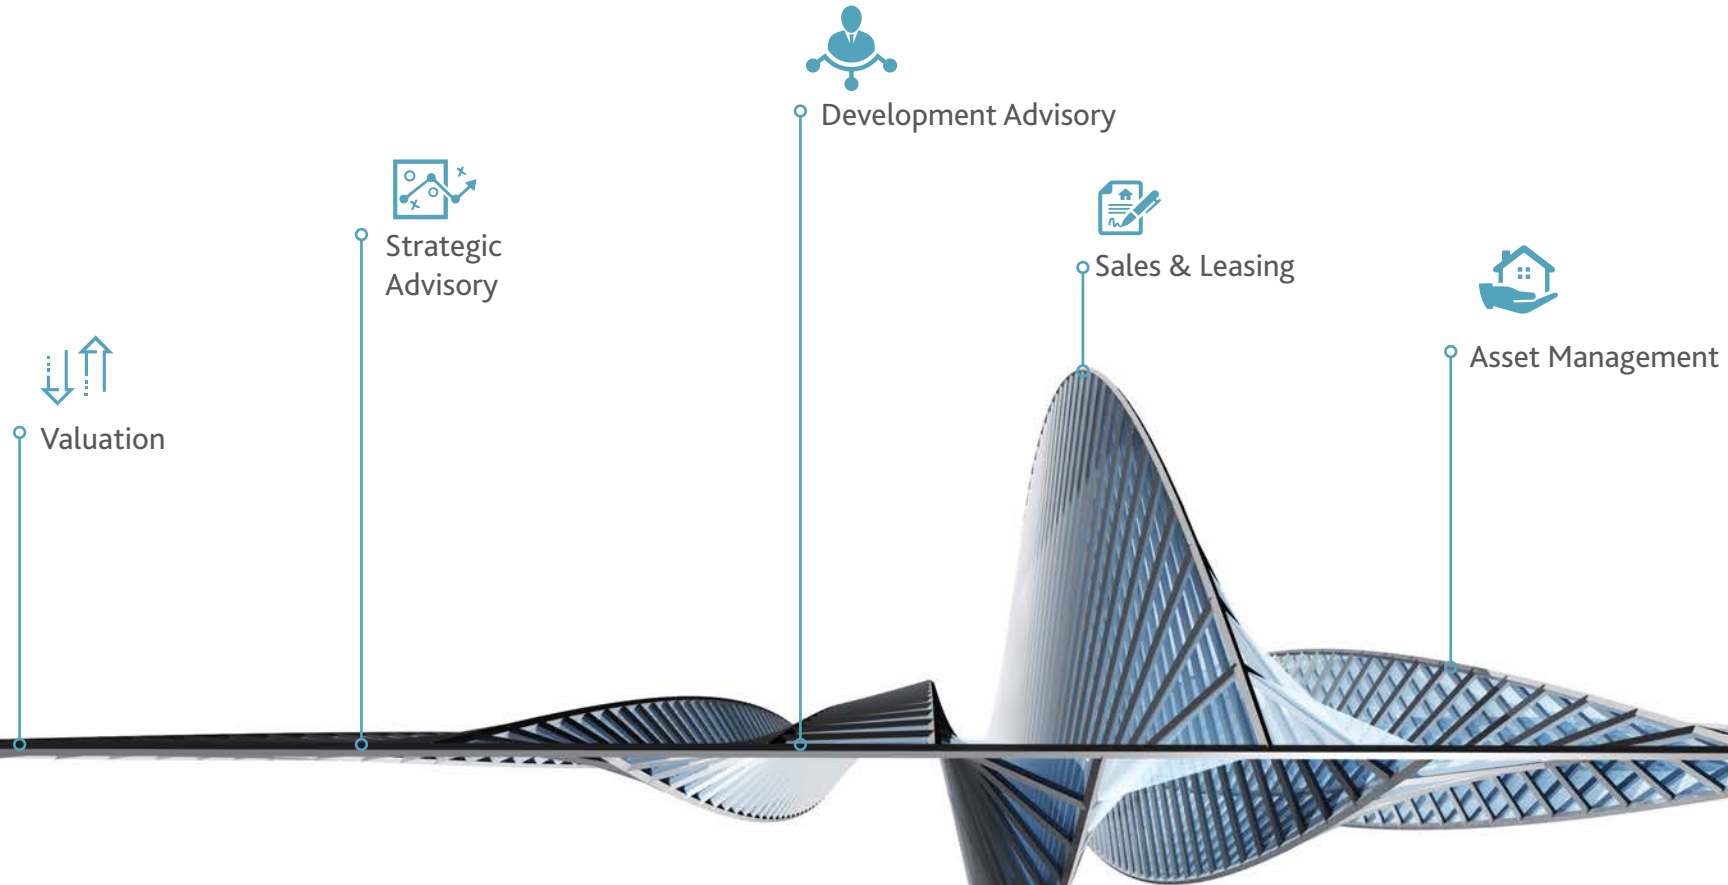 Development Advisory
Strategic
Advisory
Sales & Leasing
Asset Management
Valuation